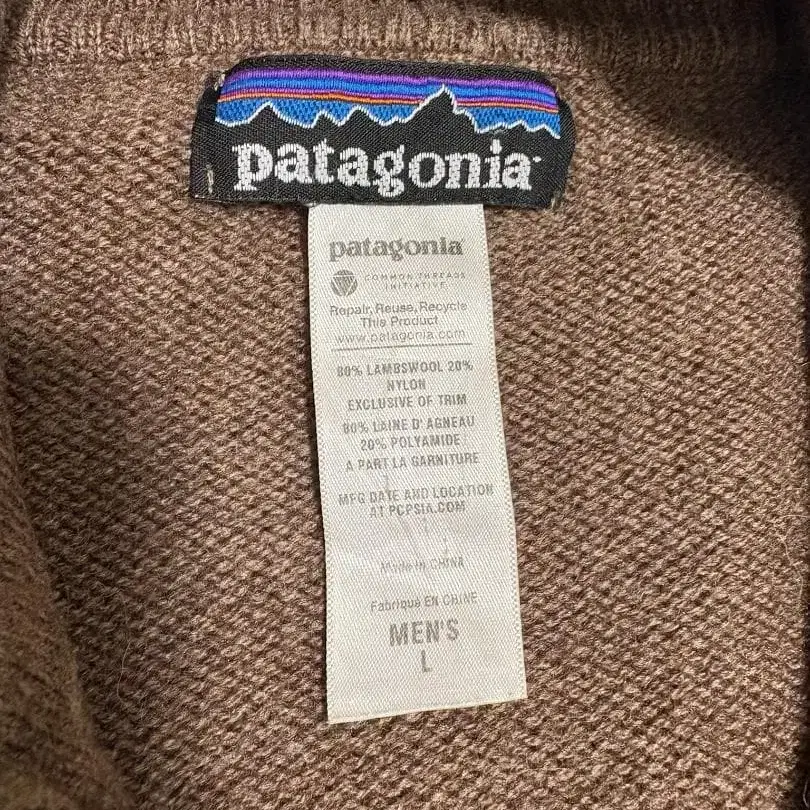 patagonia
patagonia
COMMON THREADS
INITIATIVE
Repair, Reuse, Recycle
This Product
www.patagonia.com
80% LAMBSWOOL 20%
NYLON
EXCLUSIVE OF TRIM
80% LAINE D' AGNEAU
20% POLYAMIDE
A PART LA GARNITURE
MFG DATE AND LOCATION
AT PCPSIA.COM
Made in CHINA
Fabriqué EN CHINE
MEN'S
L